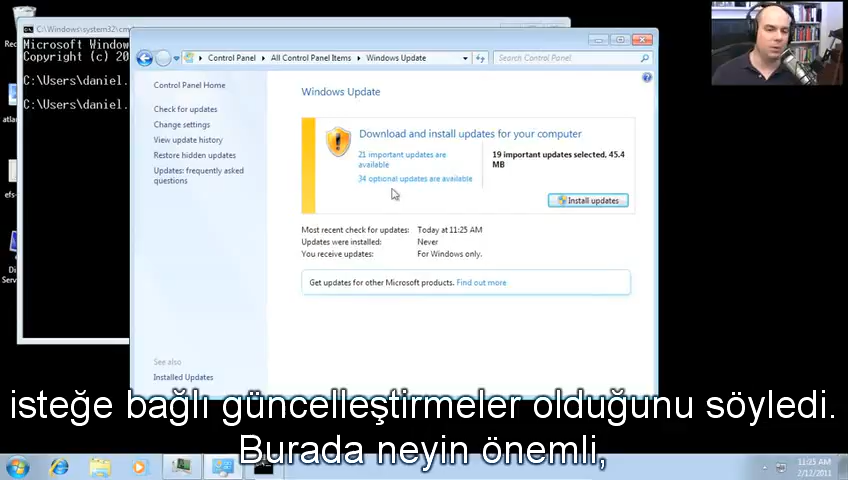 C:\Windows\system32\cm
Microsoft Window
Copyright (c) 20
C:\Users\daniel.
C:\Users\daniel.
Control Panel
All Control Panel Items
Windows Update
Search Control Panel
Control Panel Home
Check for updates
Change settings
View update history
Restore hidden updates
Updates: frequently asked
questions
See also
Installed Updates
Windows Update
Download and install updates for your computer
21 important updates are
available
34 optional updates are available
19 important updates selected, 45.4
MB
Install updates
Most recent check for updates: Today at 11:25 AM
Updates were installed: Never
You receive updates: For Windows only.
Get updates for other Microsoft products. Find out more
isteğe bağlı güncelleştirmeler olduğunu söyledi.
Burada neyin önemli,
11:25 AM
2/12/2011